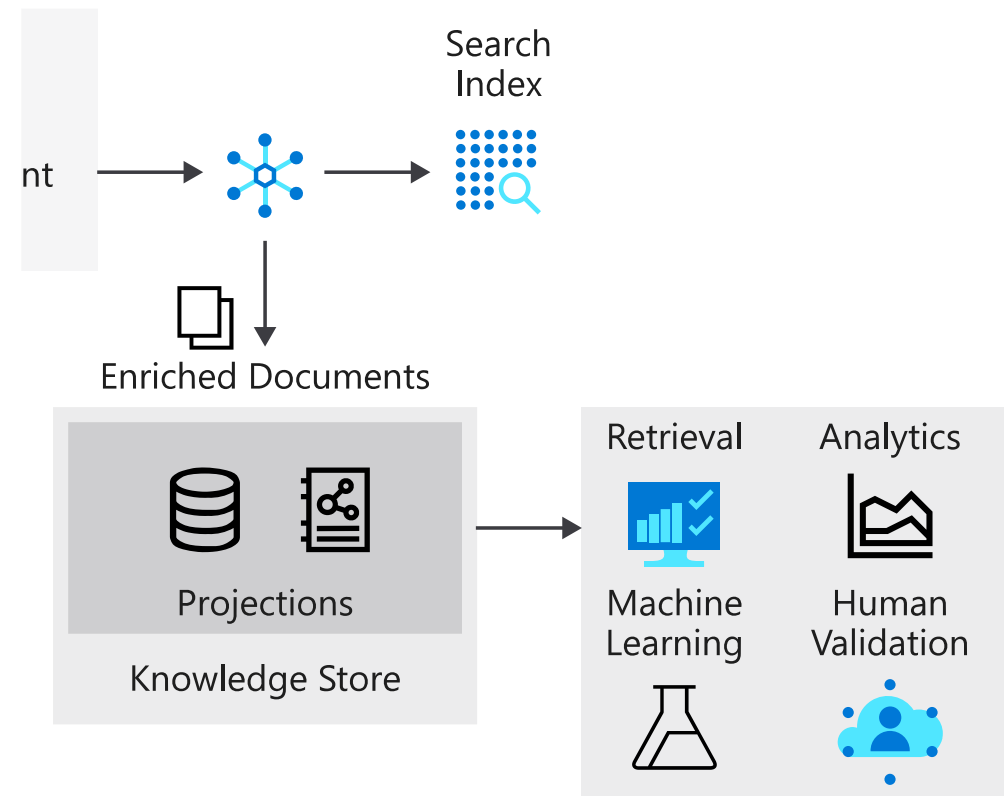 Search
Index
nt
Enriched Documents
Projections
Knowledge Store
Retrieval
Analytics
Machine
Learning
Human
Validation